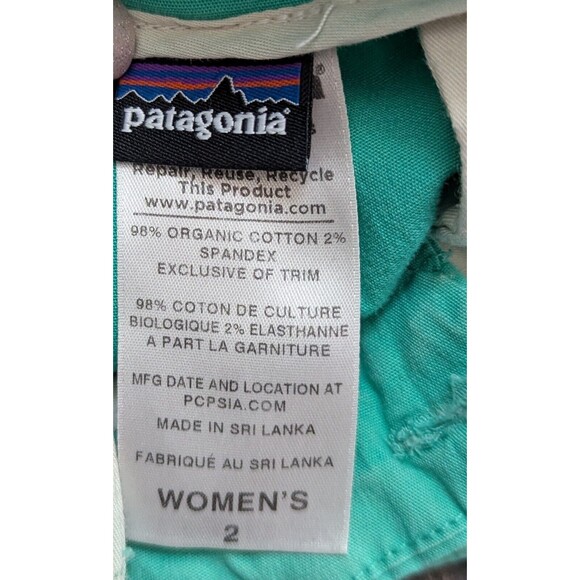 patagonia®
Repair, Reuse, Recycle
This Product
www.patagonia.com
98% ORGANIC COTTON 2%
SPANDEX
EXCLUSIVE OF TRIM
98% COTON DE CULTURE
BIOLOGIQUE 2% ELASTHANNE
A PART LA GARNITURE
MFG DATE AND LOCATION AT
PCPSIA.COM
MADE IN SRI LANKA
FABRIQUÉ AU SRI LANKA
WOMEN'S
2